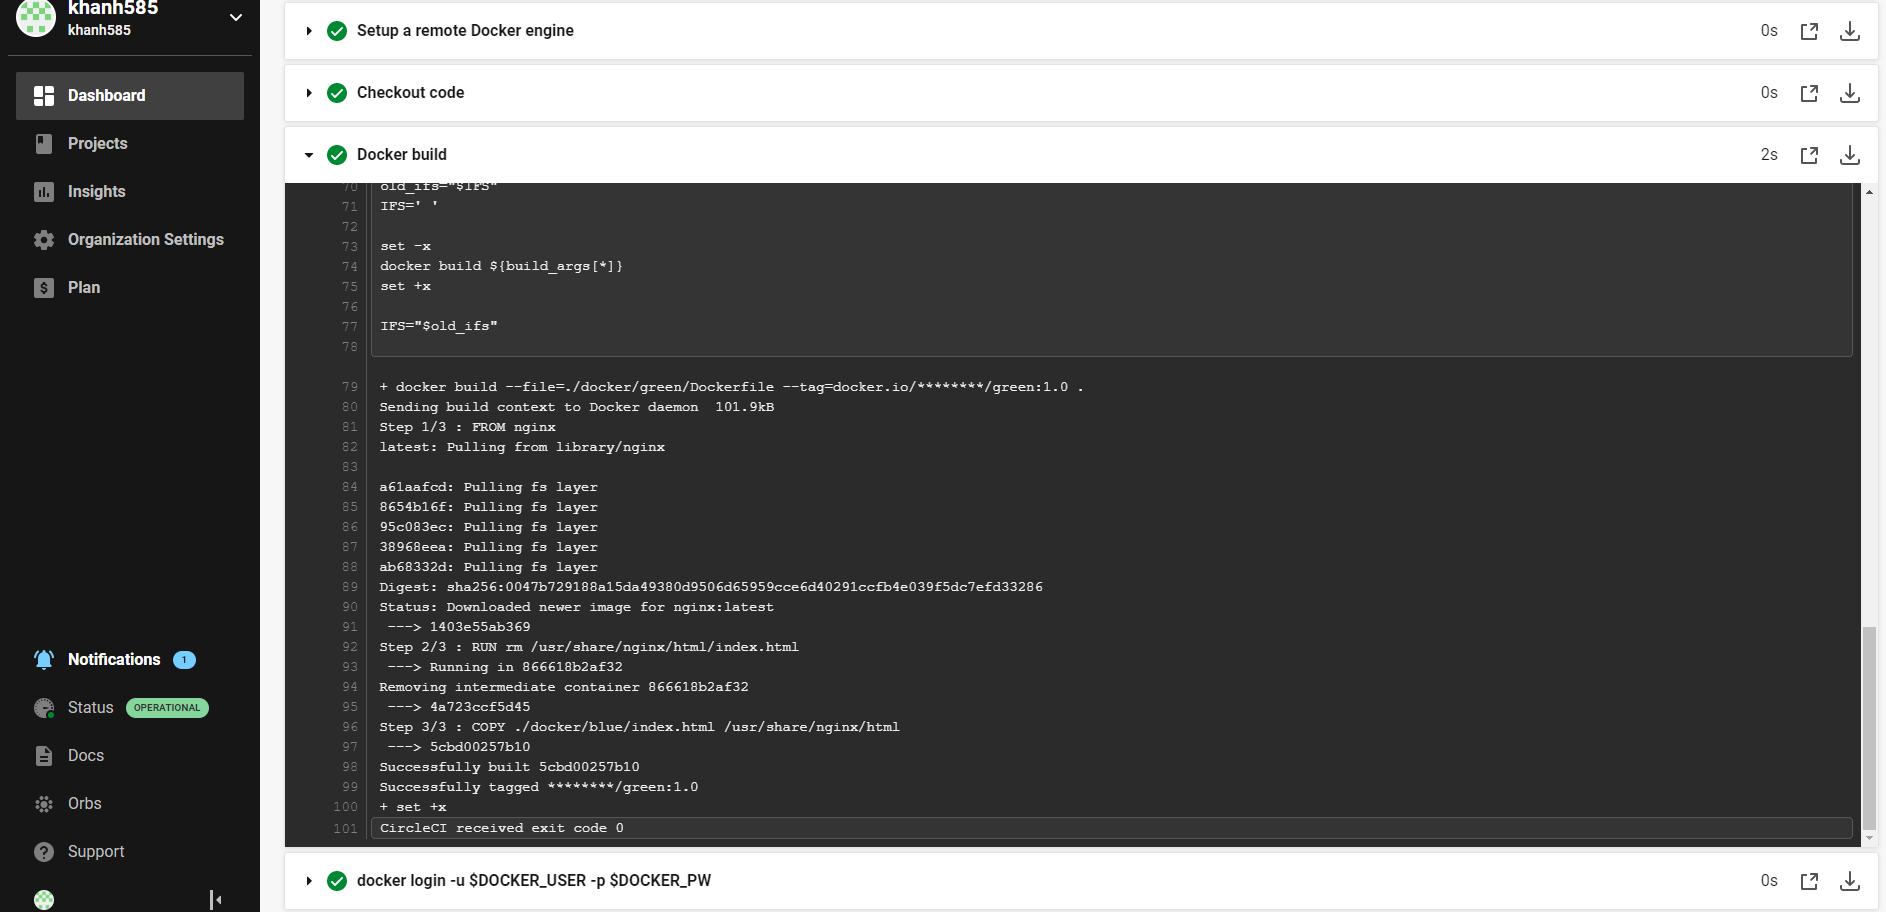 khanh585
khanh585
Dashboard
Projects
Insights
Organization Settings
Plan
Notifications 1
Status OPERATIONAL
Docs
Orbs
Support
Setup a remote Docker engine 0s
Checkout code 0s
Docker build 2s
70 old_ifs="$IFS"
71 IFS=' '
72
73 set -x
74 docker build ${build_args[*]}
75 set +x
76
77 IFS="$old_ifs"
78
79 + docker build --file=./docker/green/Dockerfile --tag=docker.io/********/green:1.0 .
80 Sending build context to Docker daemon  101.9kB
81 Step 1/3 : FROM nginx
82 latest: Pulling from library/nginx
83
84 a61aafcd: Pulling fs layer
85 8654b16f: Pulling fs layer
86 95c083ec: Pulling fs layer
87 38968eea: Pulling fs layer
88 ab68332d: Pulling fs layer
89 Digest: sha256:0047b729188a15da49380d9506d65959cce6d40291ccfb4e039f5dc7efd33286
90 Status: Downloaded newer image for nginx:latest
91  ---> 1403e55ab369
92 Step 2/3 : RUN rm /usr/share/nginx/html/index.html
93  ---> Running in 866618b2af32
94 Removing intermediate container 866618b2af32
95  ---> 4a723ccf5d45
96 Step 3/3 : COPY ./docker/blue/index.html /usr/share/nginx/html
97  ---> 5cbd00257b10
98 Successfully built 5cbd00257b10
99 Successfully tagged ********/green:1.0
100 + set +x
101 CircleCI received exit code 0
docker login -u $DOCKER_USER -p $DOCKER_PW 0s